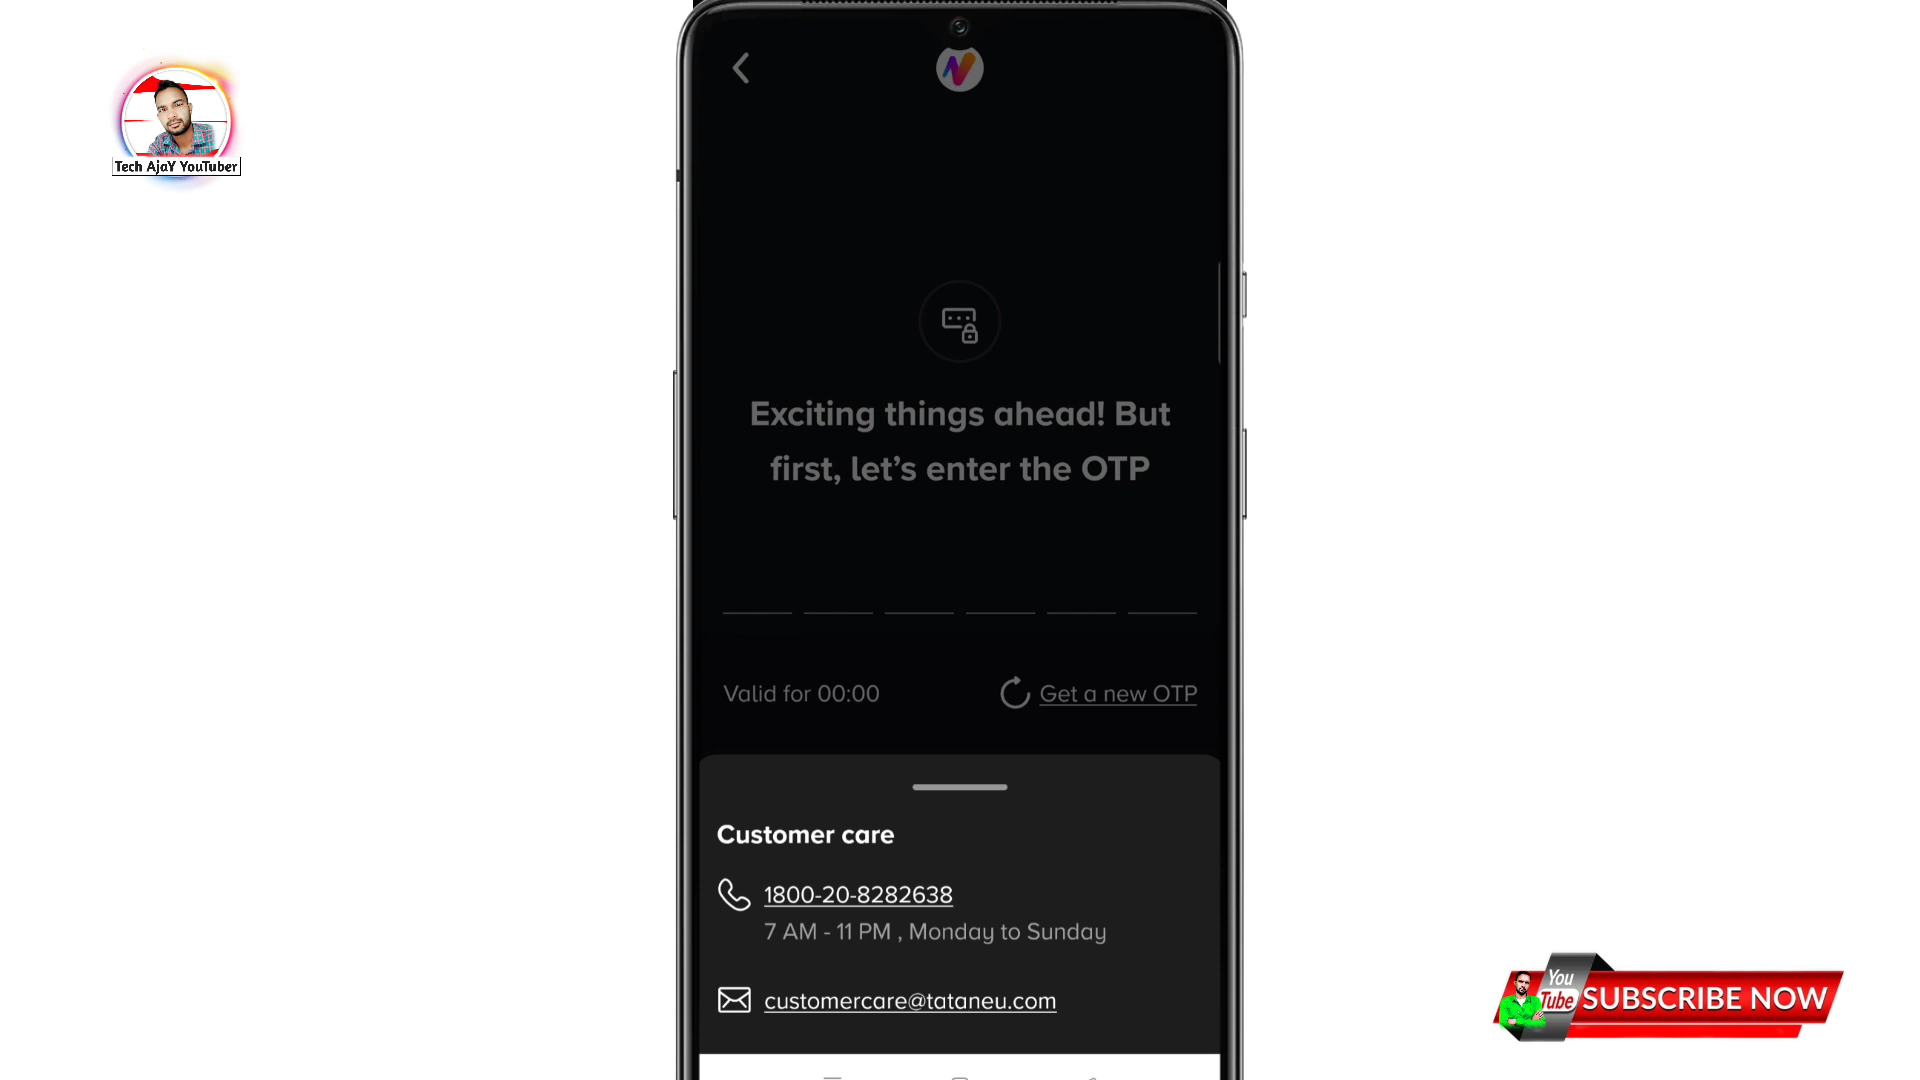 Tech AjaY YouTuber
Exciting things ahead! But
first, let's enter the OTP
Valid for 00:00
Get a new OTP
Customer care
1800-20-8282638
7 AM - 11 PM , Monday to Sunday
customercare@tataneu.com
You
Tube
SUBSCRIBE NOW